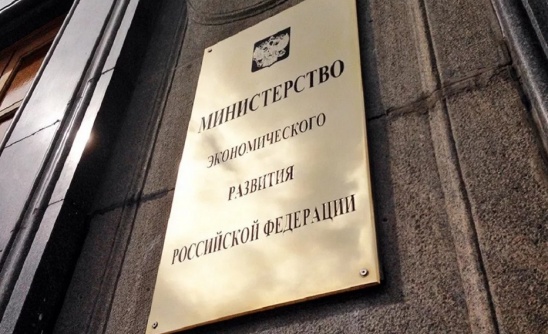 МИНИСТЕРСТВО
ЭКОНОМИЧЕСКОГО
РАЗВИТИЯ
РОССИЙСКОЙ ФЕДЕРАЦИИ